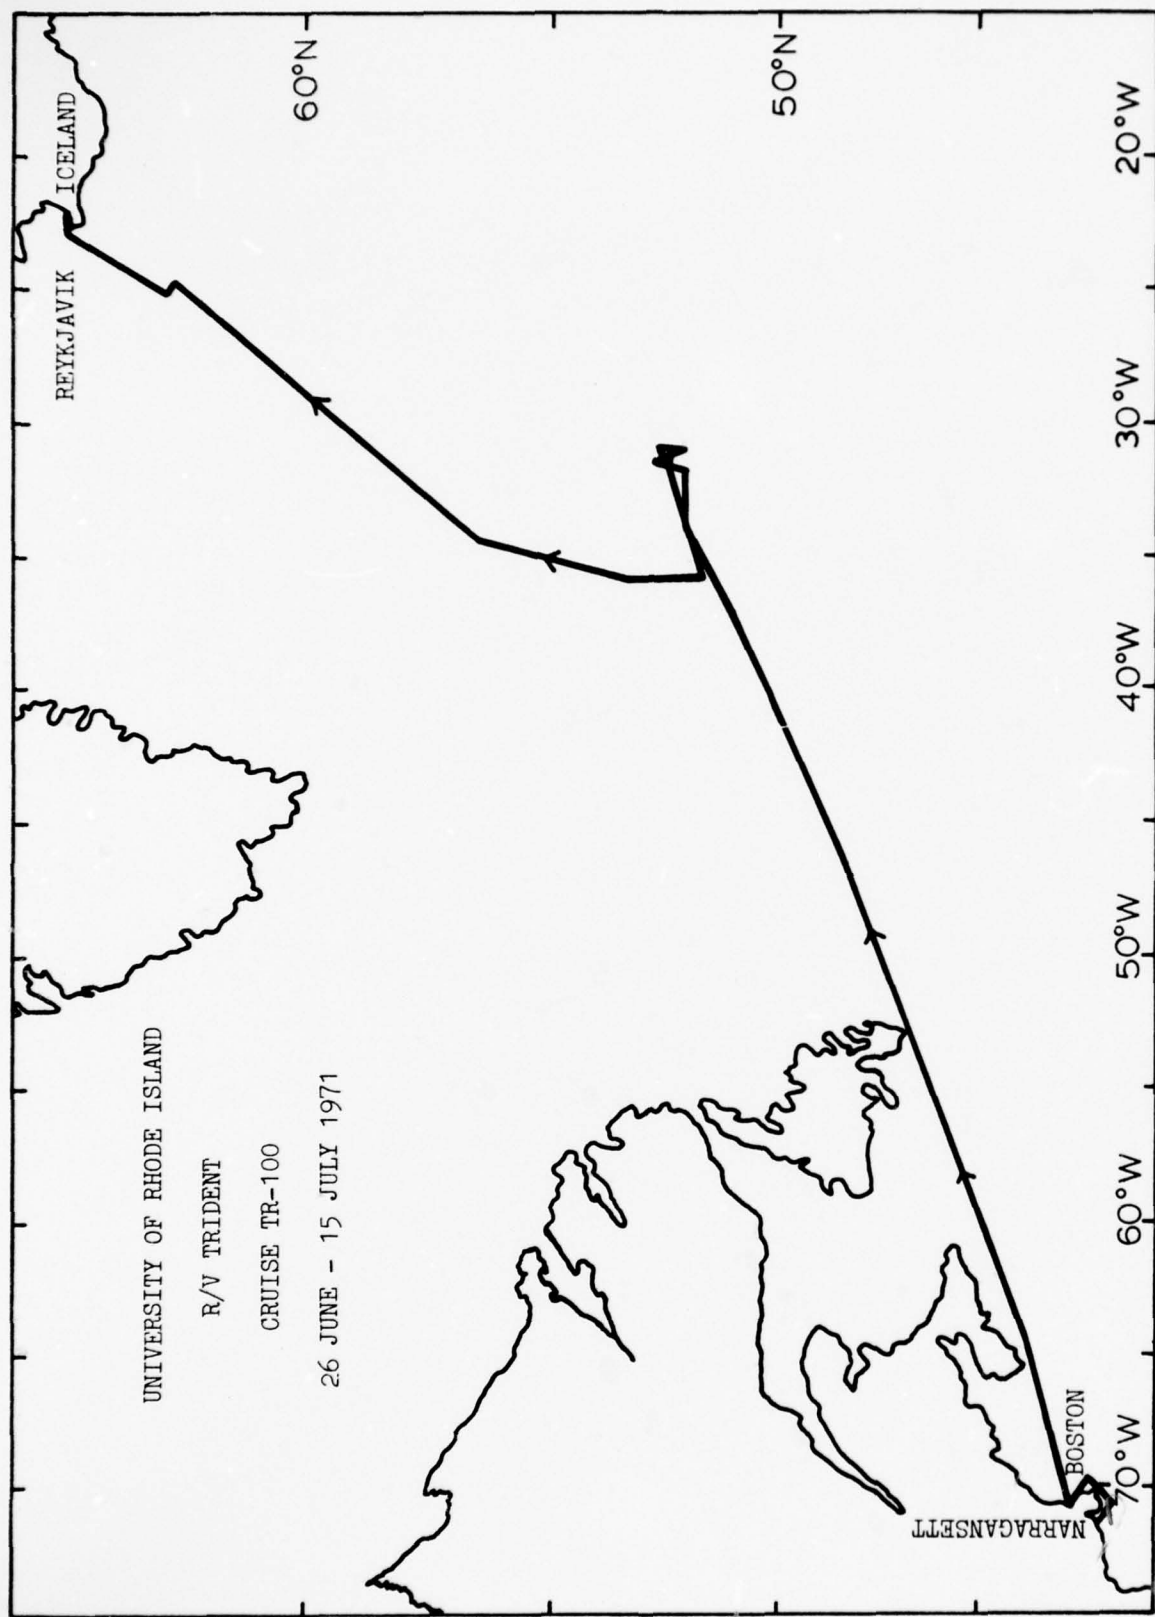 UNIVERSITY OF RHODE ISLAND
R/V TRIDENT
CRUISE TR-100
26 JUNE - 15 JULY 1971
REYKJAVIK
ICELAND
60°N
50°N
NARRAGANSETT
BOSTON
70°W
60°W
50°W
40°W
30°W
20°W